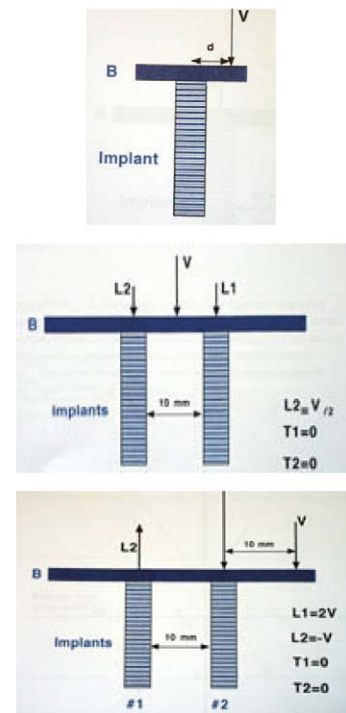 V
d
B
Implant
V
L2 L1
B
Implants
10 mm
L2=V/2
T1=0
T2=0
V
10 mm
L2
B
L1=2V
Implants
10 mm
L2=-V
T1=0
T2=0
#1 #2